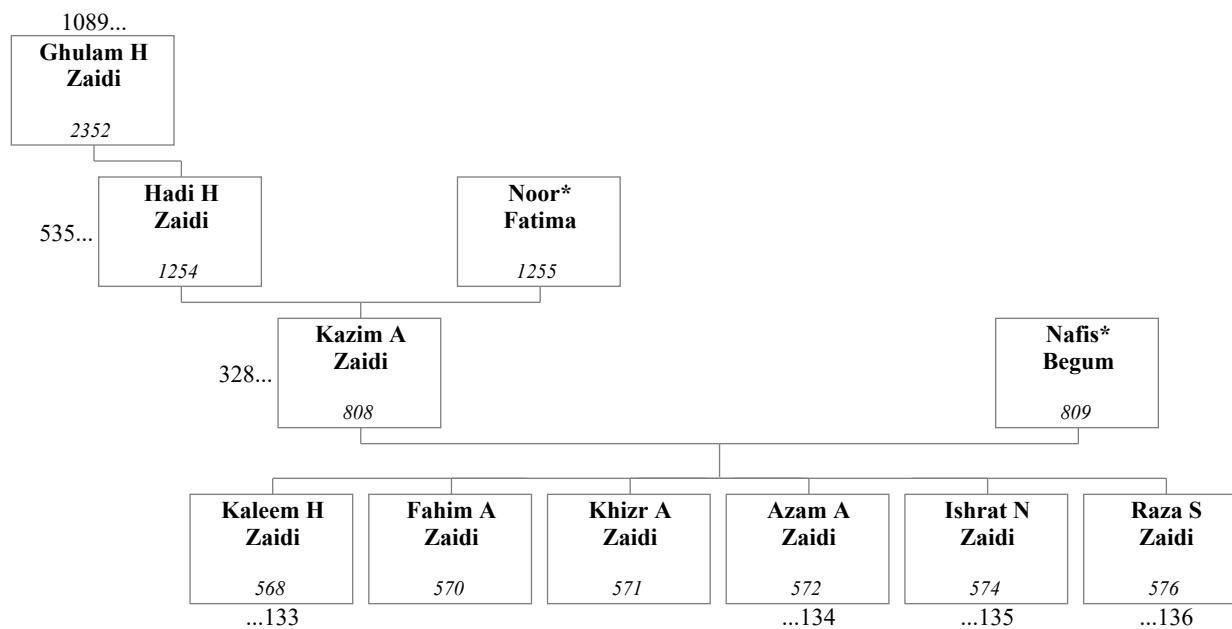 1089...
Ghulam H
Zaidi
2352
Hadi H
Zaidi
1254
Noor*
Fatima
1255
535...
Kazim A
Zaidi
808
Nafis*
Begum
809
328...
Kaleem H
Zaidi
568
...133
Fahim A
Zaidi
570
Khizr A
Zaidi
571
Azam A
Zaidi
572
...134
Ishrat N
Zaidi
574
...135
Raza S
Zaidi
576
...136